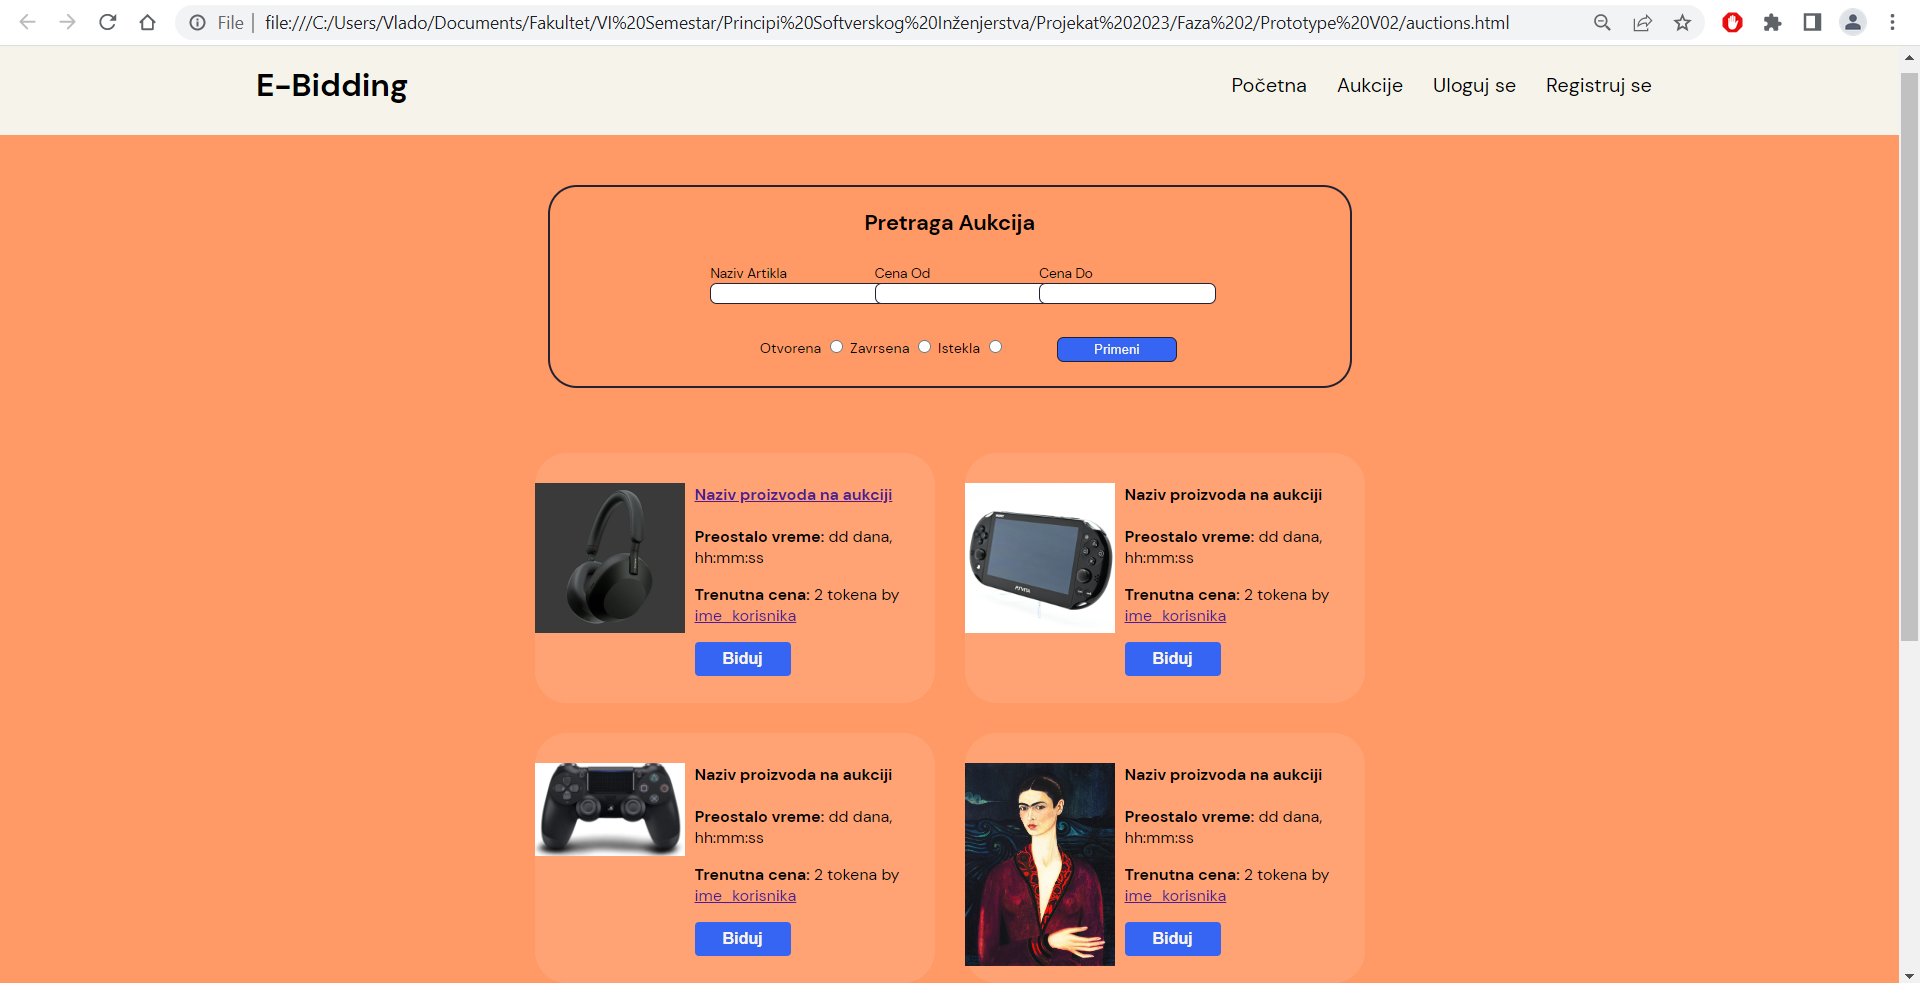 File | file:///C:/Users/Vlado/Documents/Fakultet/VI%20Semestar/Principi%20Softverskog%20Inženjerstva/Projekat%202023/Faza%202/Prototype%20V02/auctions.html
E-Bidding
Početna Aukcije Uloguj se Registruj se
Pretraga Aukcija
Naziv Artikla Cena Od Cena Do
Otvorena Zavrsena Istekla Primeni
Naziv proizvoda na aukciji
Preostalo vreme: dd dana,
hh:mm:ss
Trenutna cena: 2 tokena by
ime_korisnika
Biduj
Naziv proizvoda na aukciji
Preostalo vreme: dd dana,
hh:mm:ss
Trenutna cena: 2 tokena by
ime_korisnika
Biduj
Naziv proizvoda na aukciji
Preostalo vreme: dd dana,
hh:mm:ss
Trenutna cena: 2 tokena by
ime_korisnika
Biduj
Naziv proizvoda na aukciji
Preostalo vreme: dd dana,
hh:mm:ss
Trenutna cena: 2 tokena by
ime_korisnika
Biduj